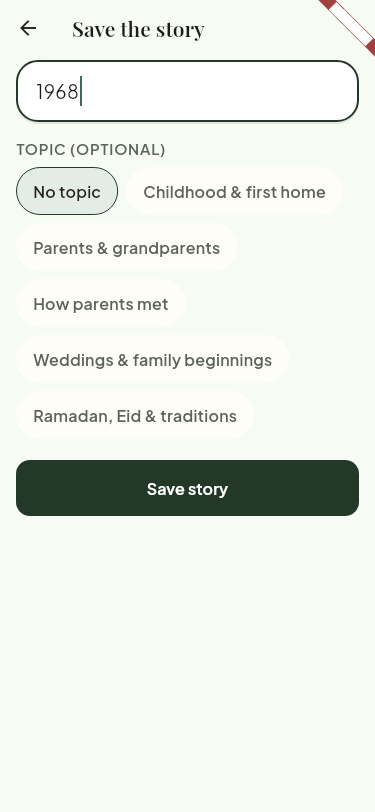 Save the story
1968
TOPIC (OPTIONAL)
No topic
Childhood & first home
Parents & grandparents
How parents met
Weddings & family beginnings
Ramadan, Eid & traditions
Save story